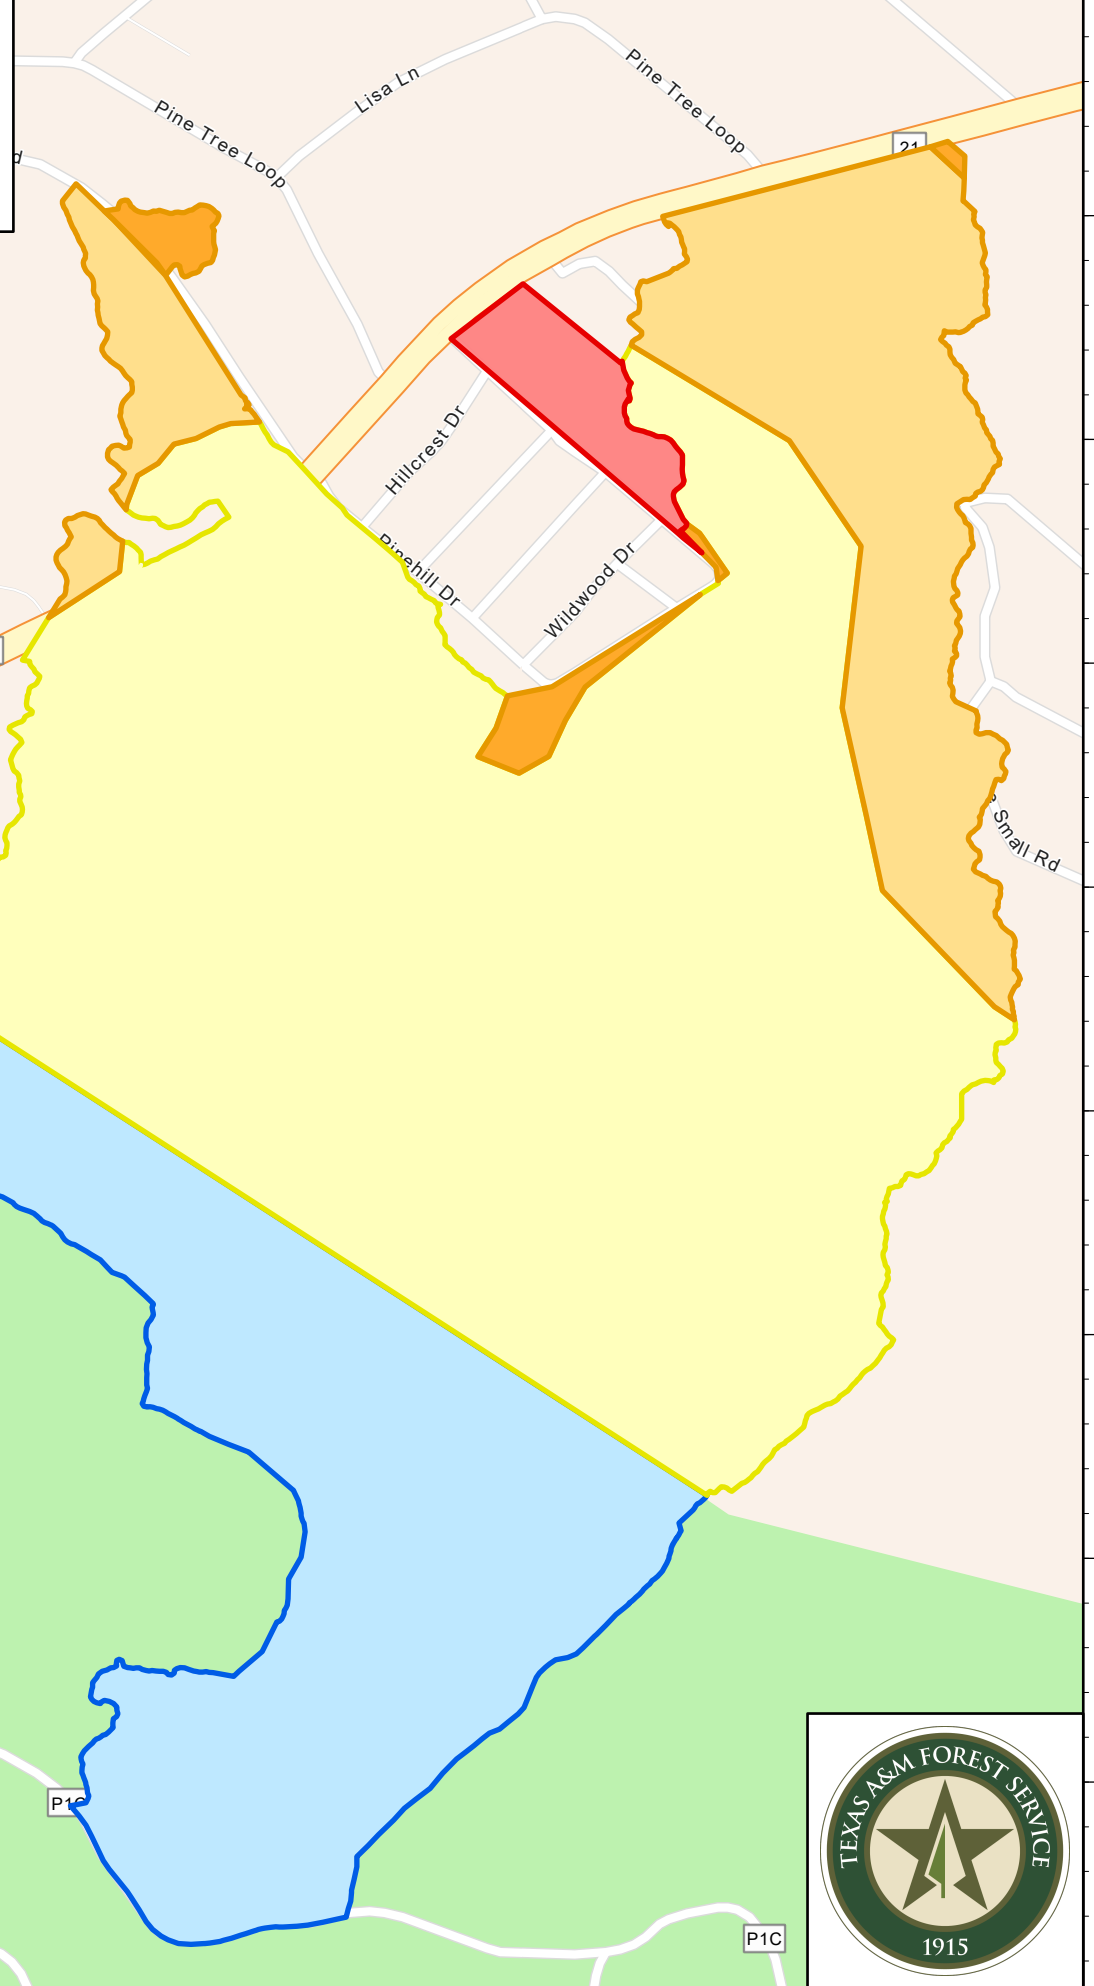 Pine Tree Loop
Lisa Ln
Pine Tree Loop
21
Hillcrest Dr
Pinehill Dr
Wildwood Dr
Small Rd
P1C
P1C
TEXAS A&M FOREST SERVICE
1915